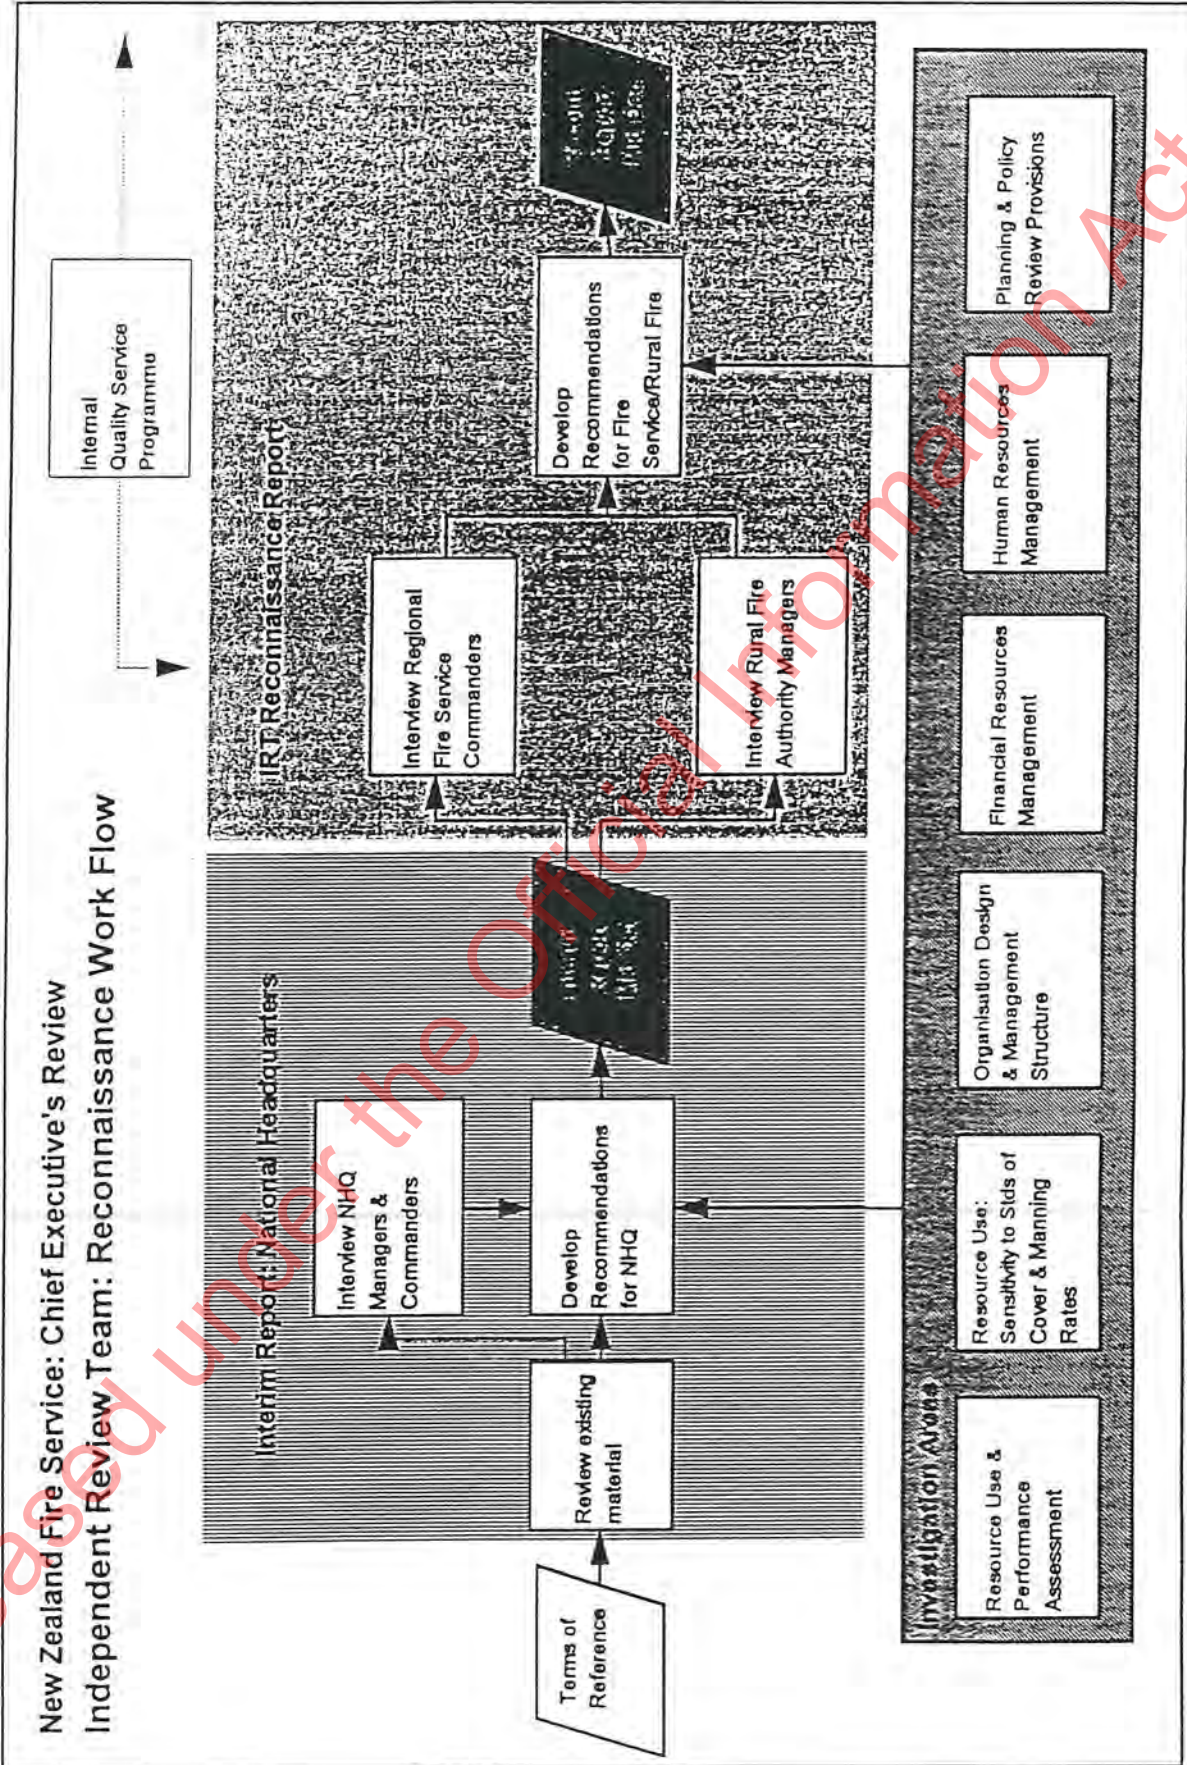 New Zealand Fire Service: Chief Executive's Review
Independent Review Team: Reconnaissance Work Flow
Internal
Quality Service
Programme
Interim Report: National Headquarters
IRT Reconnaissance Report
Terms of
Reference
Review existing
material
Interview NHQ
Managers &
Commanders
Develop
Recommendations
for NHQ
Interview Regional
Fire Service
Commanders
Interview Rural Fire
Authority Managers
Develop
Recommendations
for Fire
Service/Rural Fire
Investigation Areas
Resource Use &
Performance
Assessment
Resource Use:
Sensitivity to Sids of
Cover & Manning
Rates
Organisation Design
& Management
Structure
Financial Resources
Management
Human Resources
Management
Planning & Policy
Review Provisions
ased under the Official Information Act